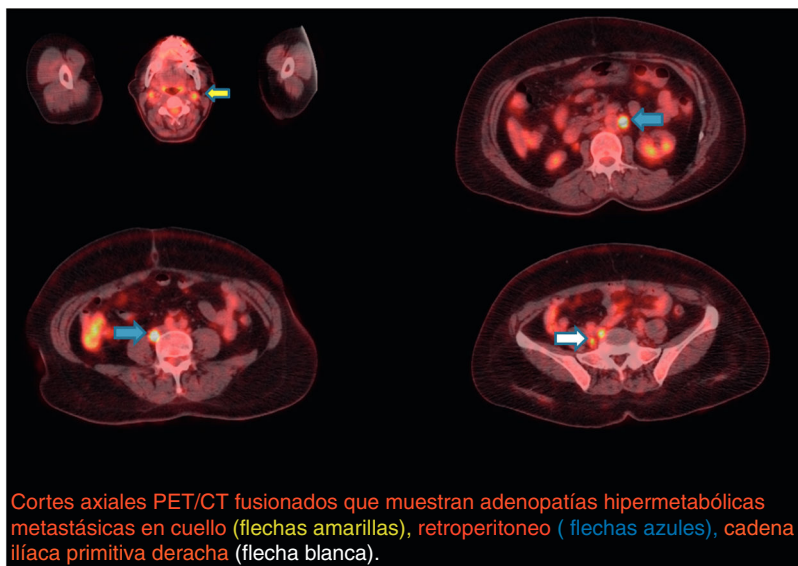 Cortes axiales PET/CT fusionados que muestran adenopatías hipermetabólicas
metastásicas en cuello (flechas amarillas), retroperitoneo ( flechas azules), cadena
ilíaca primitiva deracha (flecha blanca).